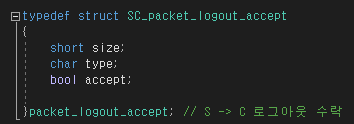 typedef struct SC_packet_logout_accept
{
short size;
char type;
bool accept;
}packet_logout_accept; // S -> C 로그아웃 수락